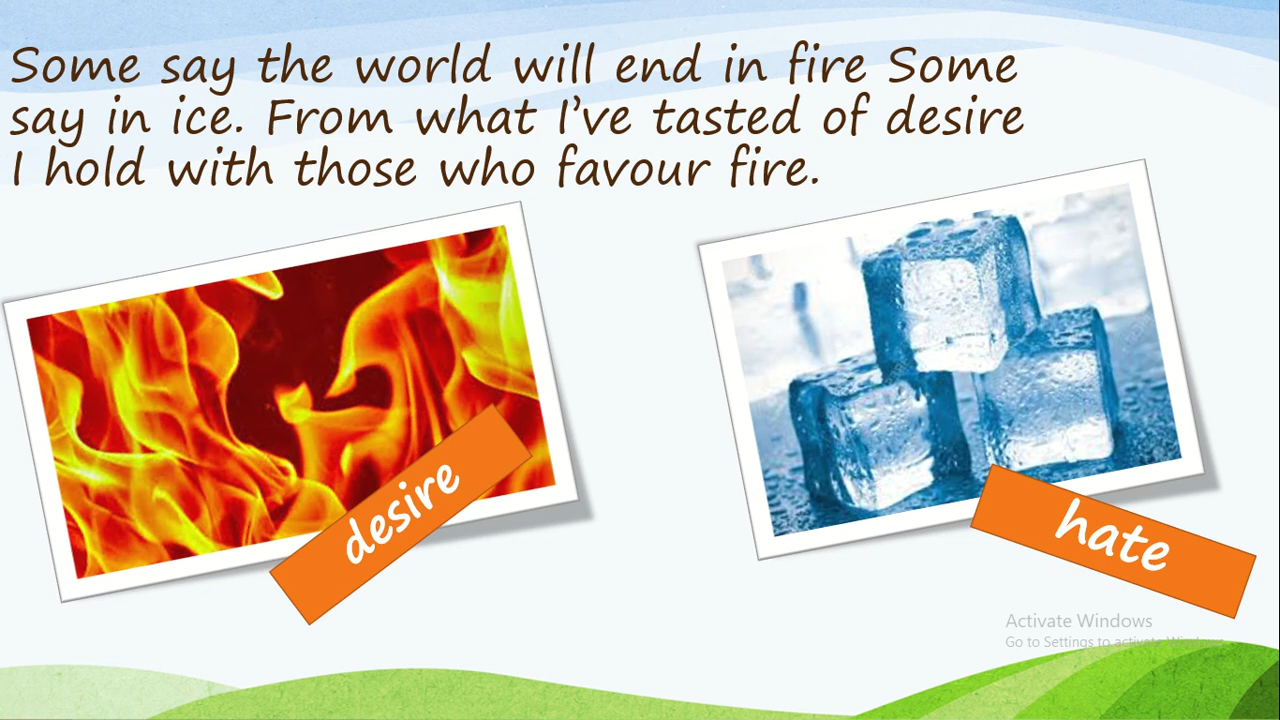 Some say the world will end in fire Some
say in ice. From what I've tasted of desire
I hold with those who favour fire.
desire
hate
Activate Windows
Go to Settings to activate Windows.